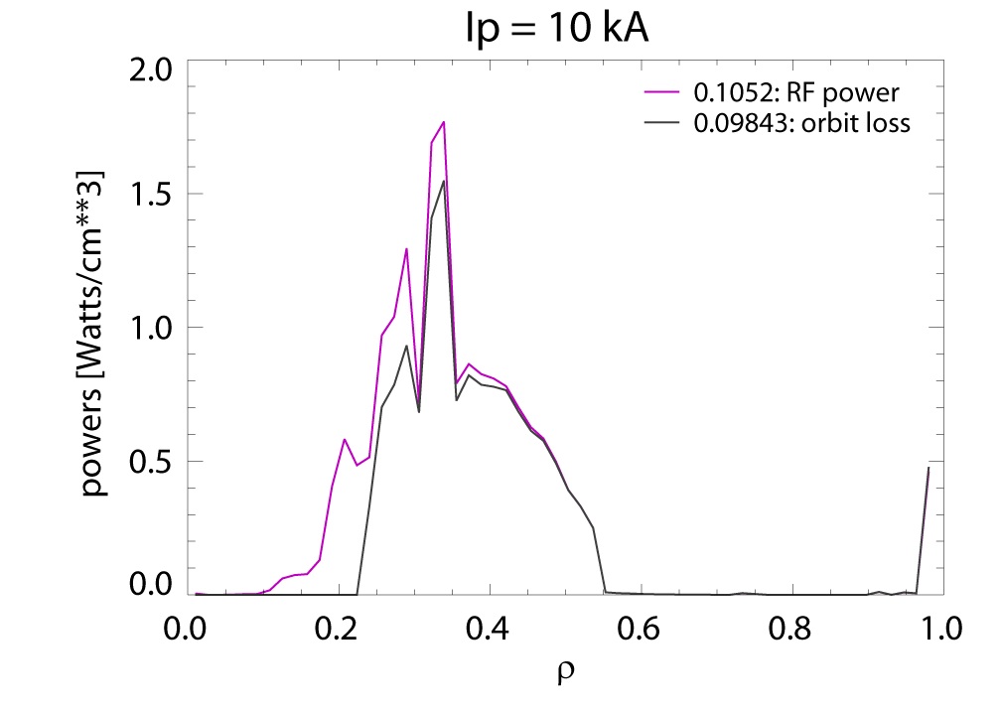 Ip = 10 kA
2.0
1.5
1.0
0.5
0.0
powers [Watts/cm**3]
0.1052: RF power
0.09843: orbit loss
0.0 0.2 0.4 0.6 0.8 1.0
ρ